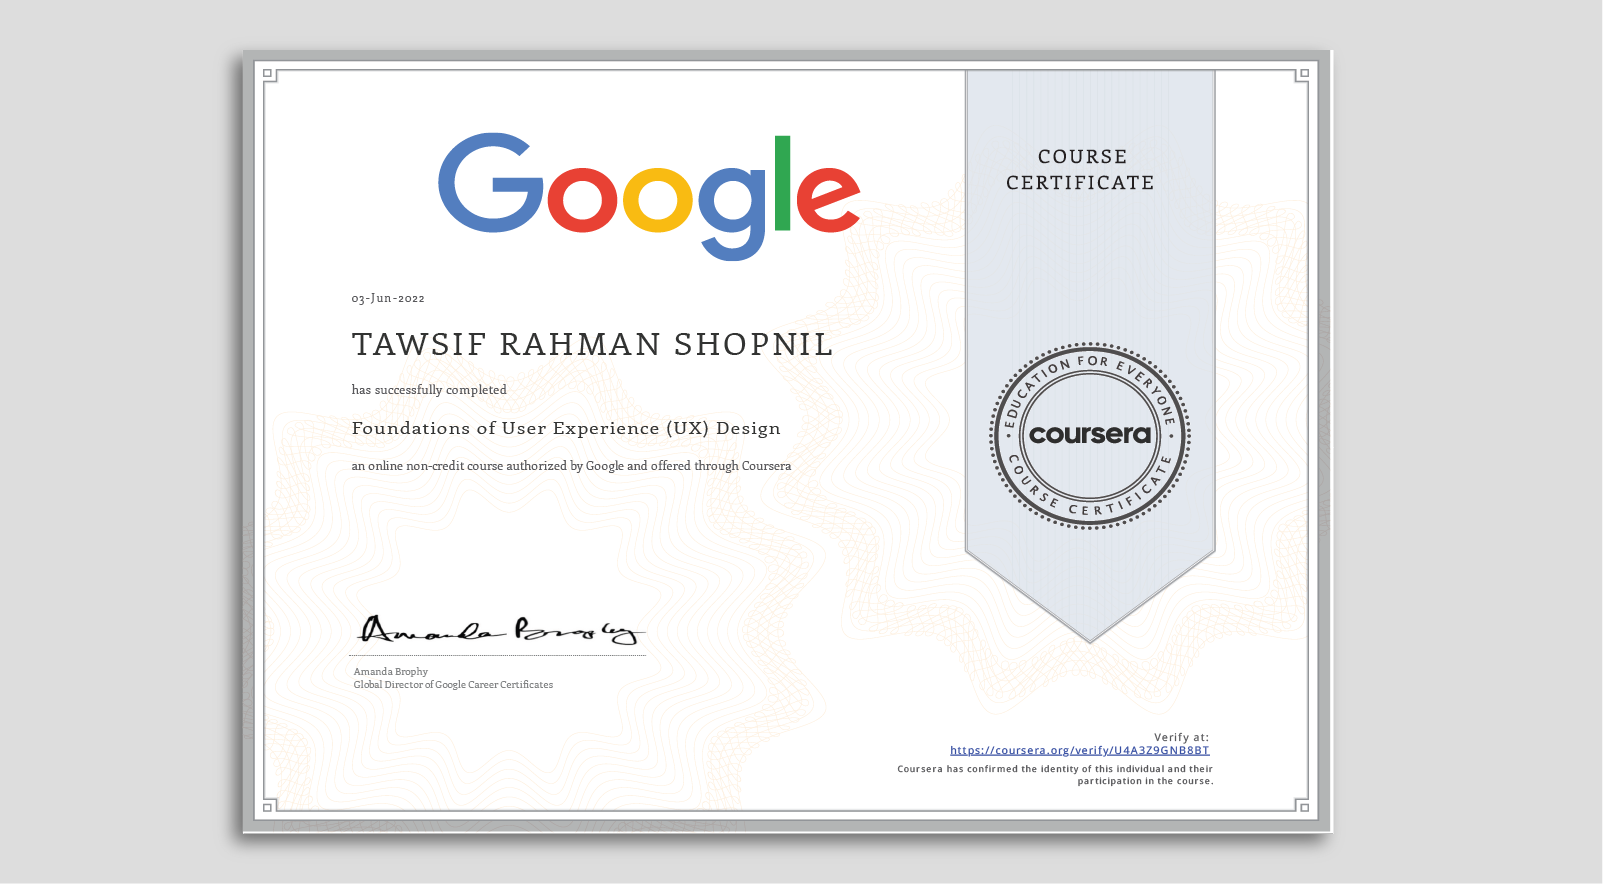 Google
COURSE
CERTIFICATE
03-Jun-2022
TAWSIF RAHMAN SHOPNIL
has successfully completed
Foundations of User Experience (UX) Design
an online non-credit course authorized by Google and offered through Coursera
• EDUCATION FOR EVERYONE •
coursera
COURSE CERTIFICATE
Amanda Brophy
Amanda Brophy
Global Director of Google Career Certificates
Verify at:
https://coursera.org/verify/U4A3Z9GNB8BT
Coursera has confirmed the identity of this individual and their
participation in the course.